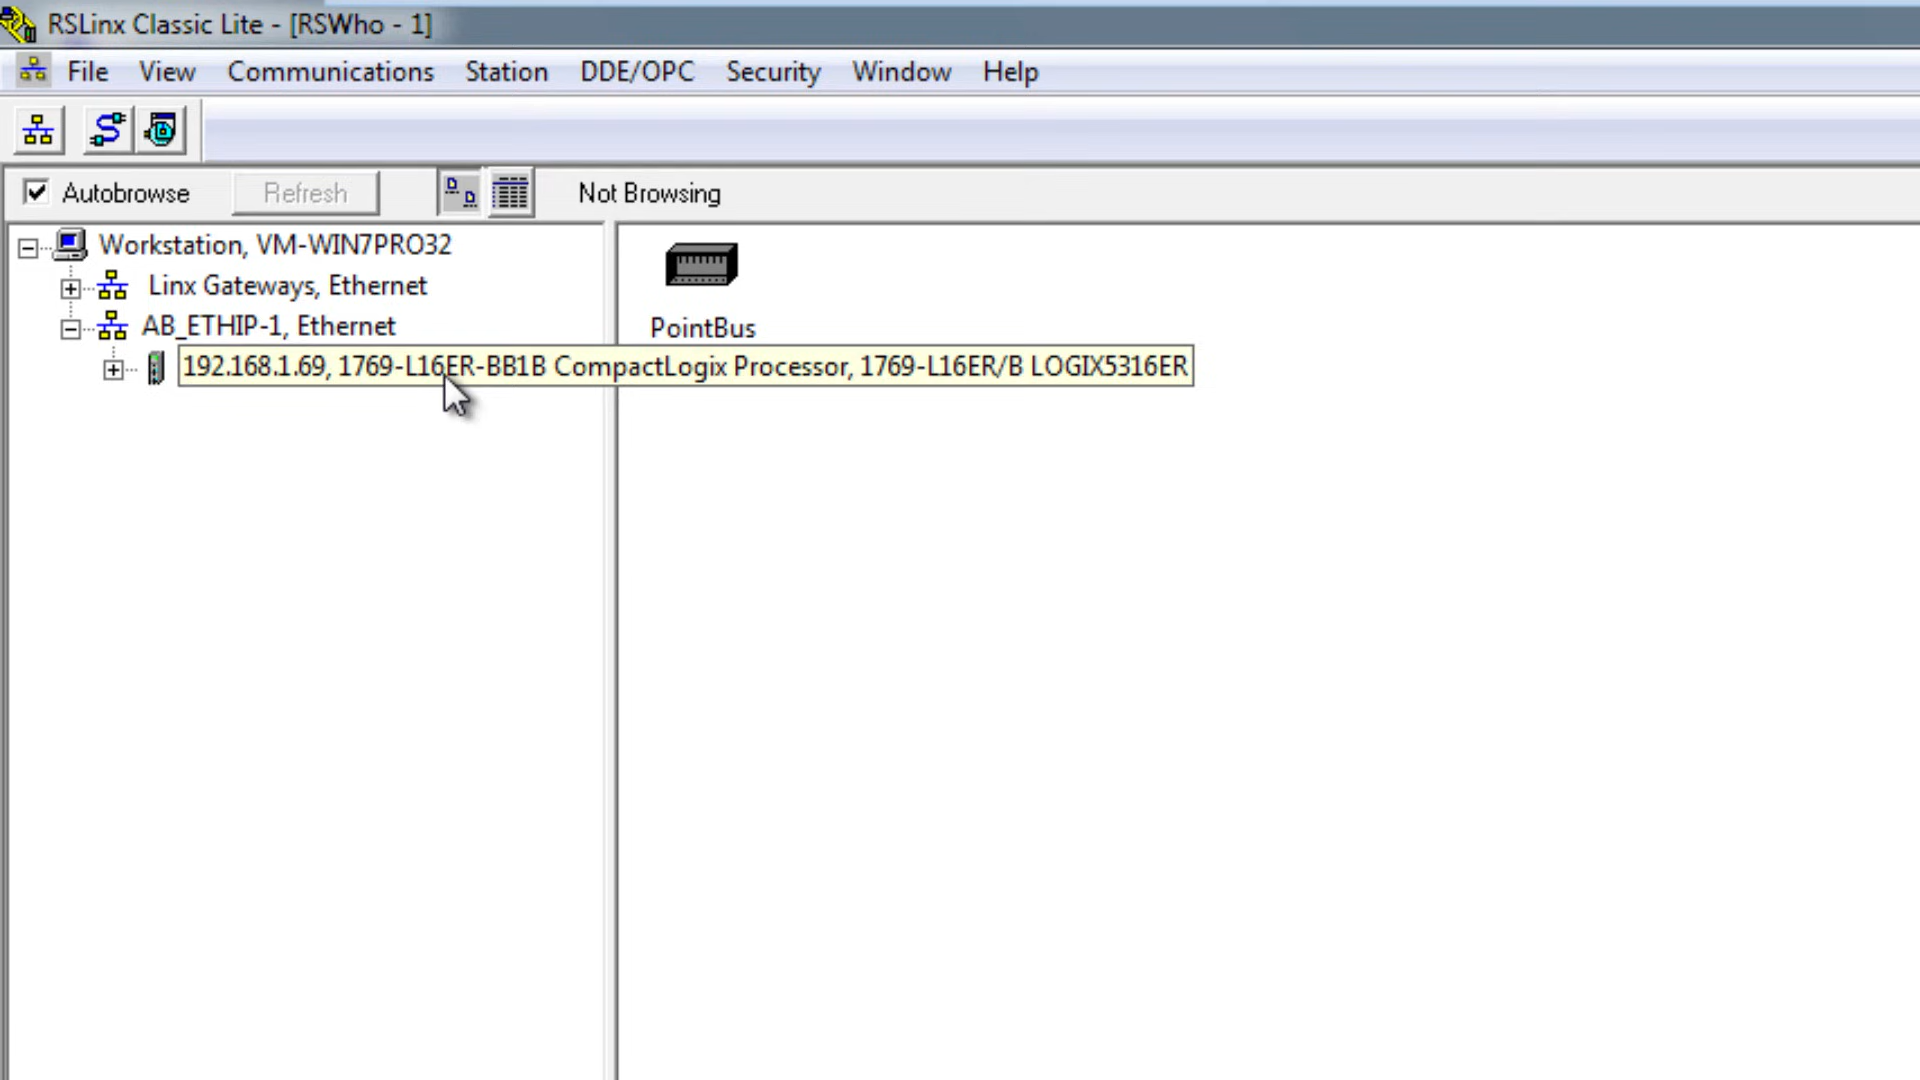 RSLinx Classic Lite - [RSWho - 1]
File View Communications Station DDE/OPC Security Window Help
Autobrowse Refresh Not Browsing
Workstation, VM-WIN7PRO32
Linx Gateways, Ethernet
AB_ETHIP-1, Ethernet
PointBus
192.168.1.69, 1769-L16ER-BB1B CompactLogix Processor, 1769-L16ER/B LOGIX5316ER